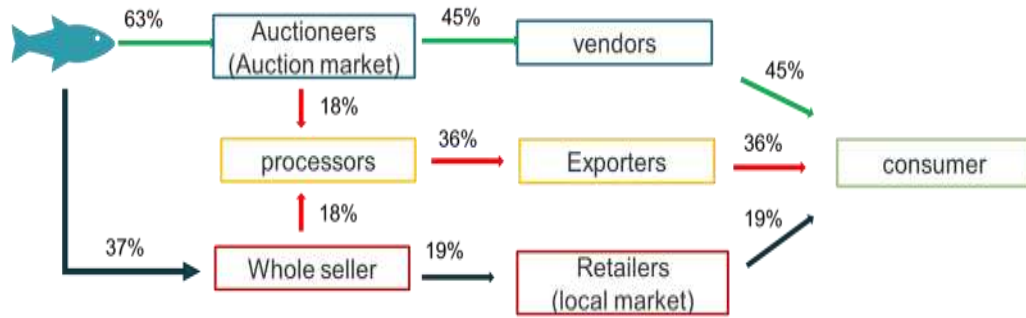 63%
Auctioneers
(Auction market)
45%
vendors
45%
18%
processors
36%
Exporters
36%
consumer
18%
37%
Whole seller
19%
Retailers
(local market)
19%